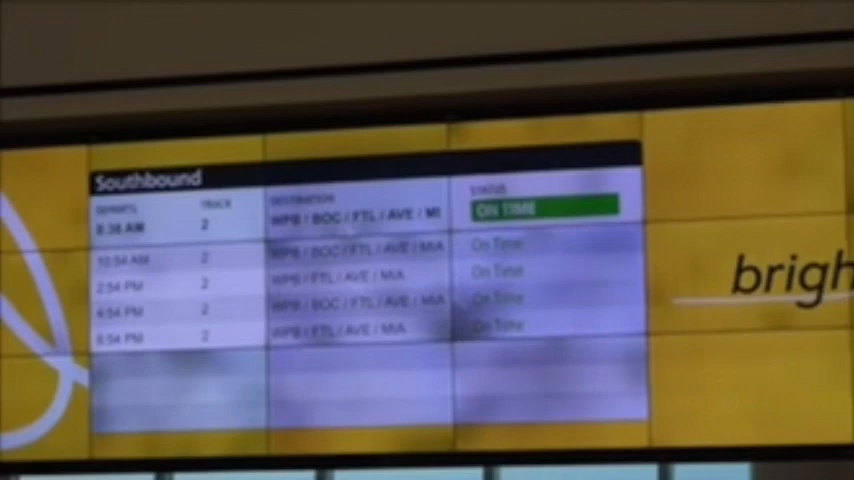 Southbound
DEPARTS TRACK DESTINATION STATUS
8:38 AM 2 WPB / BOC / FTL / AVE / MI ON TIME
10:54 AM 2 WPB / BOC / FTL / AVE / MIA On Time
2:54 PM 2 WPB / FTL / AVE / MIA On Time
4:54 PM 2 WPB / BOC / FTL / AVE / MIA On Time
6:54 PM 2 WPB / FTL / AVE / MIA On Time
brigh